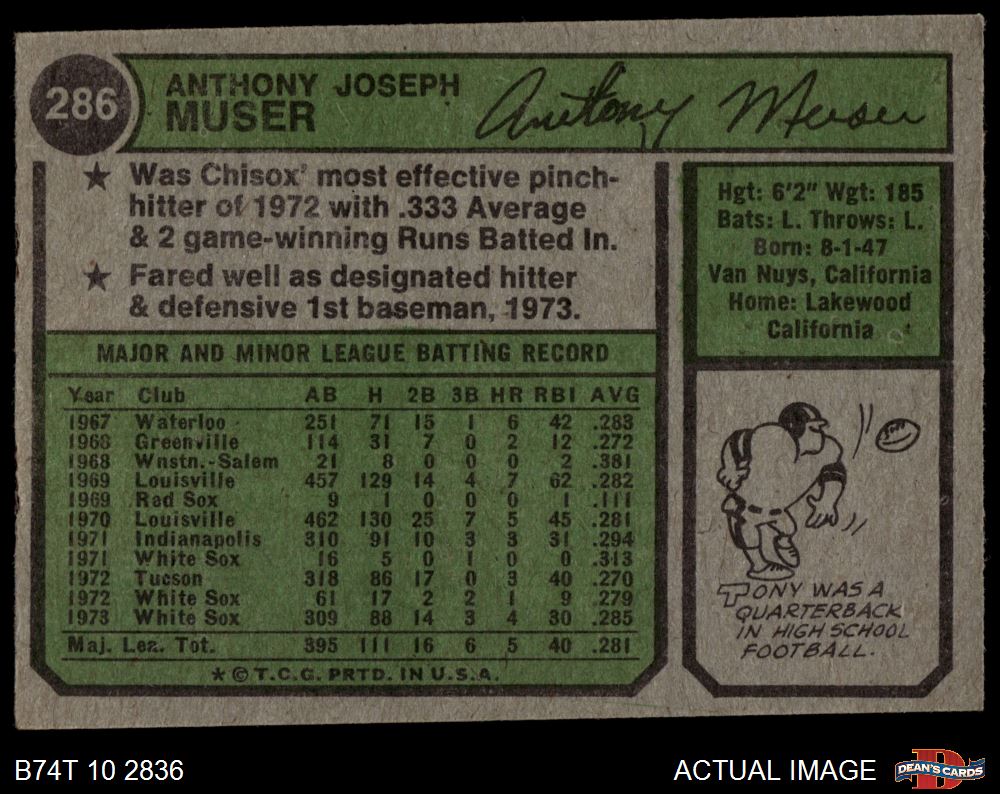 286
ANTHONY JOSEPH
MUSER
Anthony Muser
★ Was Chisox' most effective pinch-
hitter of 1972 with .333 Average
& 2 game-winning Runs Batted In.
★ Fared well as designated hitter
& defensive 1st baseman, 1973.
Hgt: 6'2" Wgt: 185
Bats: L. Throws: L.
Born: 8-1-47
Van Nuys, California
Home: Lakewood
California
MAJOR AND MINOR LEAGUE BATTING RECORD
Year Club AB H 2B 3B HR RBI AVG
1967 Waterloo 251 71 15 1 6 42 .283
1968 Greenville 114 31 7 0 2 12 .272
1968 Wnstn.-Salem 21 8 0 0 0 2 .381
1969 Louisville 457 129 14 4 7 62 .282
1969 Red Sox 9 1 0 0 0 1 .111
1970 Louisville 462 130 25 7 5 45 .281
1971 Indianapolis 310 91 10 3 3 31 .294
1971 White Sox 16 5 0 1 0 0 .313
1972 Tucson 318 86 17 0 3 40 .270
1972 White Sox 61 17 2 2 1 9 .279
1973 White Sox 309 88 14 3 4 30 .285
Maj. Lea. Tot. 395 111 16 6 5 40 .281
★ © T.C.G. PRTD. IN U.S.A.
TONY WAS A
QUARTERBACK
IN HIGH SCHOOL
FOOTBALL.
B74T 10 2836
ACTUAL IMAGE
DEAN'S CARDS